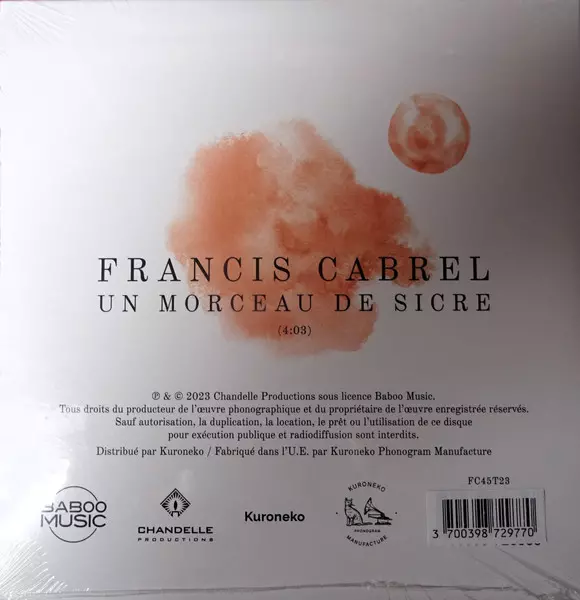 FRANCIS CABREL
UN MORCEAU DE SICRE
(4:03)
℗ & © 2023 Chandelle Productions sous licence Baboo Music.
Tous droits du producteur de l'œuvre phonographique et du propriétaire de l'œuvre enregistrée réservés.
Sauf autorisation, la duplication, la location, le prêt ou l'utilisation de ce disque
pour exécution publique et radiodiffusion sont interdits.
Distribué par Kuroneko / Fabriqué dans l'U.E. par Kuroneko Phonogram Manufacture
FC45T23
BABOO
MUSIC
CHANDELLE
PRODUCTIONS
Kuroneko
KURONEKO
PHONOGRAM
MANUFACTURE
3 700398 729770